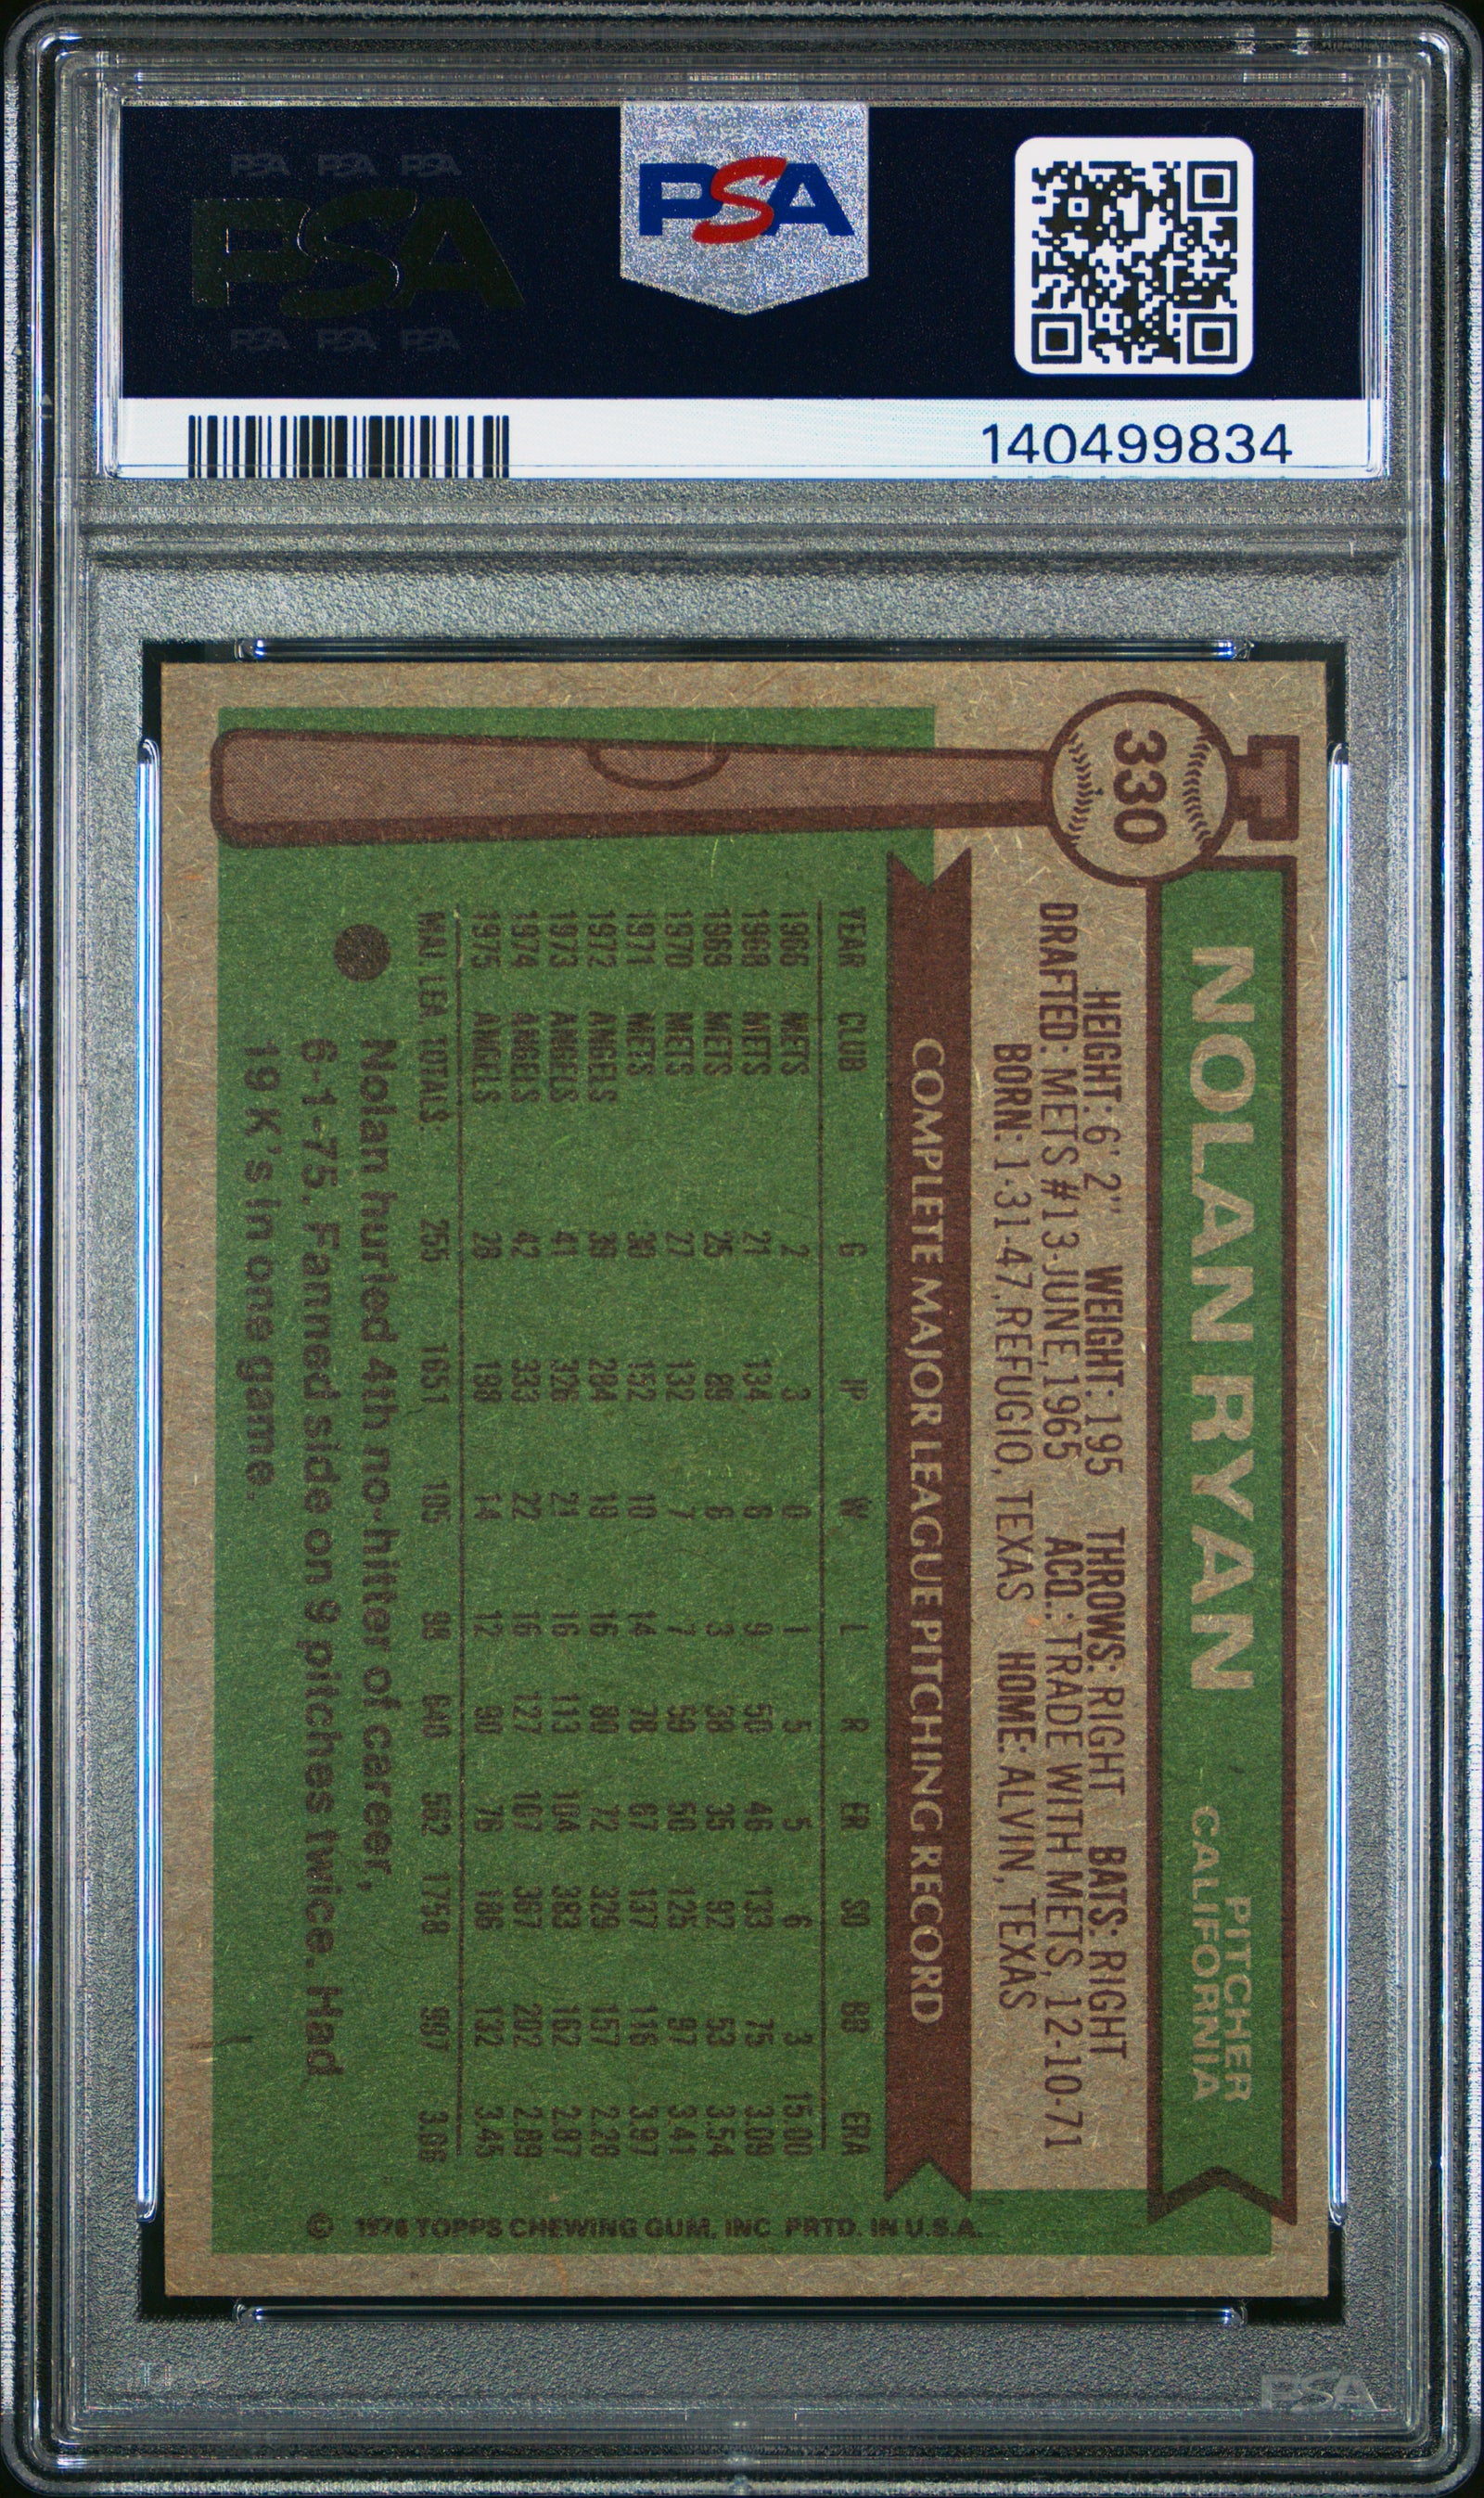 PSA PSA PSA
PSA
PSA PSA PSA
PSA
140499834
330
NOLAN RYAN
PITCHER
CALIFORNIA
HEIGHT: 6' 2" WEIGHT: 195 THROWS: RIGHT BATS: RIGHT
DRAFTED: METS #13-JUNE, 1965 ACQ.: TRADE WITH METS, 12-10-71
BORN: 1-31-47, REFUGIO, TEXAS HOME: ALVIN, TEXAS
COMPLETE MAJOR LEAGUE PITCHING RECORD
YEAR CLUB G IP W L R ER SO BB ERA
1966 METS 2 3 0 1 5 5 6 3 15.00
1968 METS 21 134 6 9 50 46 133 75 3.09
1969 METS 25 89 6 3 38 35 92 53 3.54
1970 METS 27 132 7 7 59 50 125 97 3.41
1971 METS 30 152 10 14 78 67 137 116 3.97
1972 ANGELS 39 284 19 16 80 72 329 157 2.28
1973 ANGELS 41 326 21 16 113 104 383 162 2.87
1974 ANGELS 42 333 22 16 127 107 367 202 2.89
1975 ANGELS 28 198 14 12 90 76 186 132 3.45
MAJ. LEA. TOTALS: 255 1651 105 98 640 562 1758 997 3.06
Nolan hurled 4th no-hitter of career,
6-1-75. Fanned side on 9 pitches twice. Had
19 K's in one game.
© 1976 TOPPS CHEWING GUM, INC. PRTD. IN U.S.A.
PSA